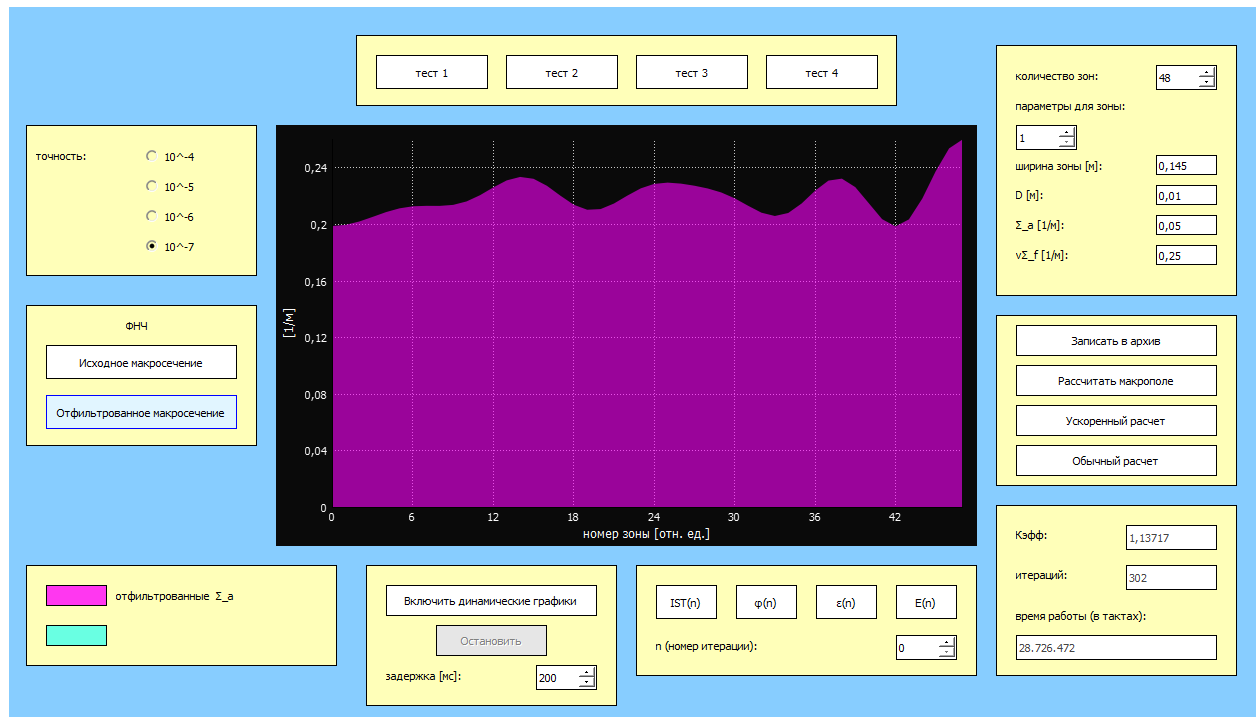 тест 1
тест 2
тест 3
тест 4
точность:
10^-4
10^-5
10^-6
10^-7
ФНЧ
Исходное макросечение
Отфильтрованное макросечение
[1/м]
0,24
0,2
0,16
0,12
0,08
0,04
0
0 6 12 18 24 30 36 42
номер зоны [отн. ед.]
количество зон: 48
параметры для зоны:
1
ширина зоны [м]: 0,145
D [м]: 0,01
Σ_a [1/м]: 0,05
νΣ_f [1/м]: 0,25
Записать в архив
Рассчитать макрополе
Ускоренный расчет
Обычный расчет
отфильтрованные Σ_a
Включить динамические графики
Остановить
задержка [мс]: 200
IST(n)
φ(n)
ε(n)
E(n)
n (номер итерации): 0
Kэфф: 1,13717
итераций: 302
время работы (в тактах):
28.726.472